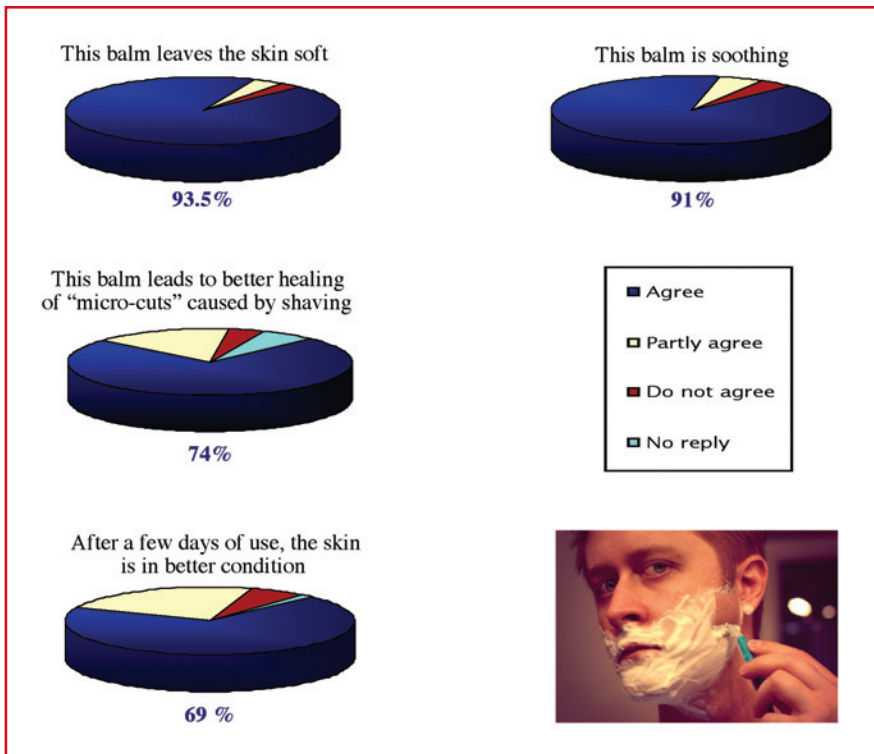 This balm leaves the skin soft
93.5%
This balm is soothing
91%
This balm leads to better healing
of “micro-cuts” caused by shaving
74%
Agree
Partly agree
Do not agree
No reply
After a few days of use, the skin
is in better condition
69 %